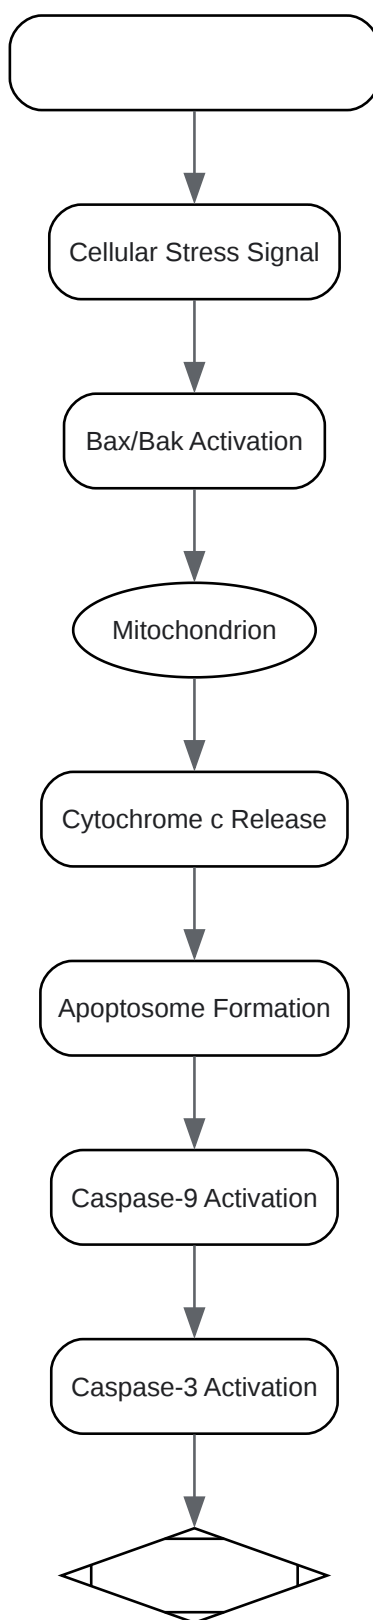 Cellular Stress Signal
Bax/Bak Activation
Mitochondrion
Cytochrome c Release
Apoptosome Formation
Caspase-9 Activation
Caspase-3 Activation